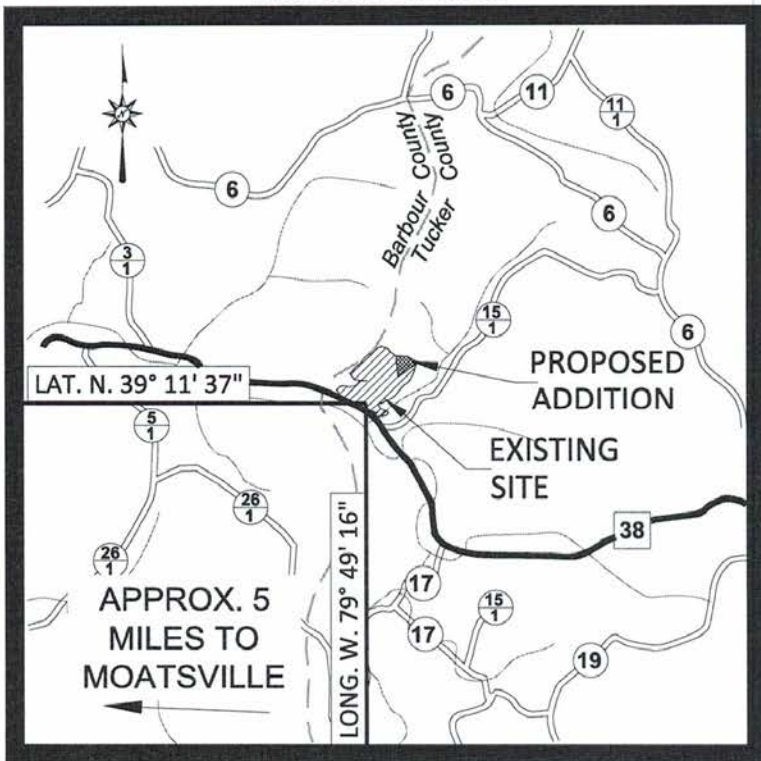 N
6
11
11
1
6
Barbour County
Tucker County
6
3
1
15
1
6
PROPOSED
ADDITION
LAT. N. 39° 11' 37"
5
1
EXISTING
SITE
26
1
LONG. W. 79° 49' 16"
38
26
1
17
15
1
APPROX. 5
MILES TO
MOATSVILLE
17
19